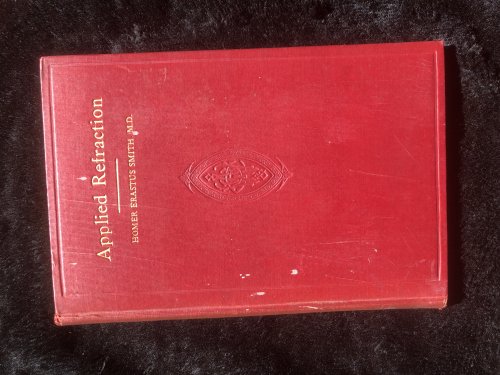 Applied Refraction
HOMER ERASTUS SMITH, M.D.